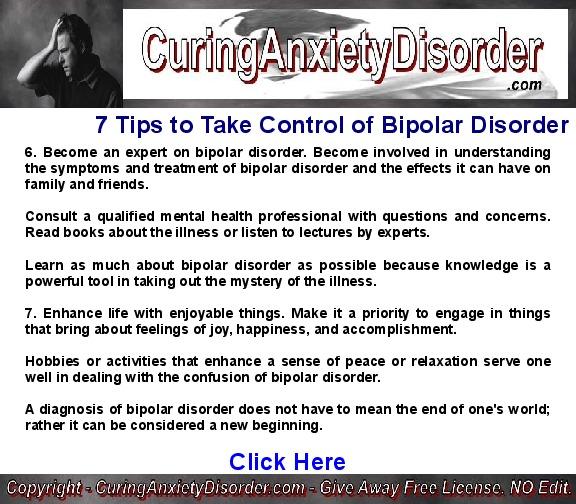 CuringAnxietyDisorder
.com
7 Tips to Take Control of Bipolar Disorder
6. Become an expert on bipolar disorder. Become involved in understanding
the symptoms and treatment of bipolar disorder and the effects it can have on
family and friends.
Consult a qualified mental health professional with questions and concerns.
Read books about the illness or listen to lectures by experts.
Learn as much about bipolar disorder as possible because knowledge is a
powerful tool in taking out the mystery of the illness.
7. Enhance life with enjoyable things. Make it a priority to engage in things
that bring about feelings of joy, happiness, and accomplishment.
Hobbies or activities that enhance a sense of peace or relaxation serve one
well in dealing with the confusion of bipolar disorder.
A diagnosis of bipolar disorder does not have to mean the end of one's world;
rather it can be considered a new beginning.
Click Here
Copyright - CuringAnxietyDisorder.com - Give Away Free License. NO Edit.